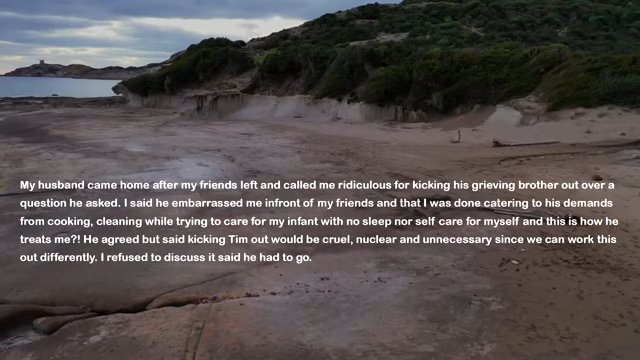 My husband came home after my friends left and called me ridiculous for kicking his grieving brother out over a
question he asked. I said he embarrassed me infront of my friends and that I was done catering to his demands
from cooking, cleaning while trying to care for my infant with no sleep nor self care for myself and this is how he
treats me?! He agreed but said kicking Tim out would be cruel, nuclear and unnecessary since we can work this
out differently. I refused to discuss it said he had to go.